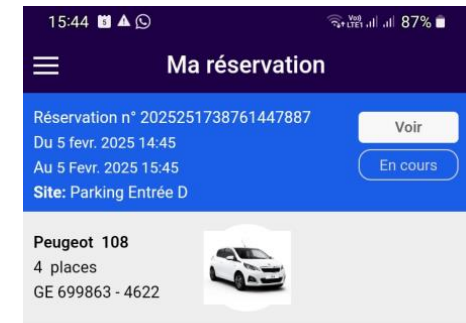 15:44 87%
Ma réservation
Réservation n° 2025251738761447887
Voir
Du 5 fevr. 2025 14:45
Au 5 Fevr. 2025 15:45
En cours
Site: Parking Entrée D
Peugeot 108
4 places
GE 699863 - 4622